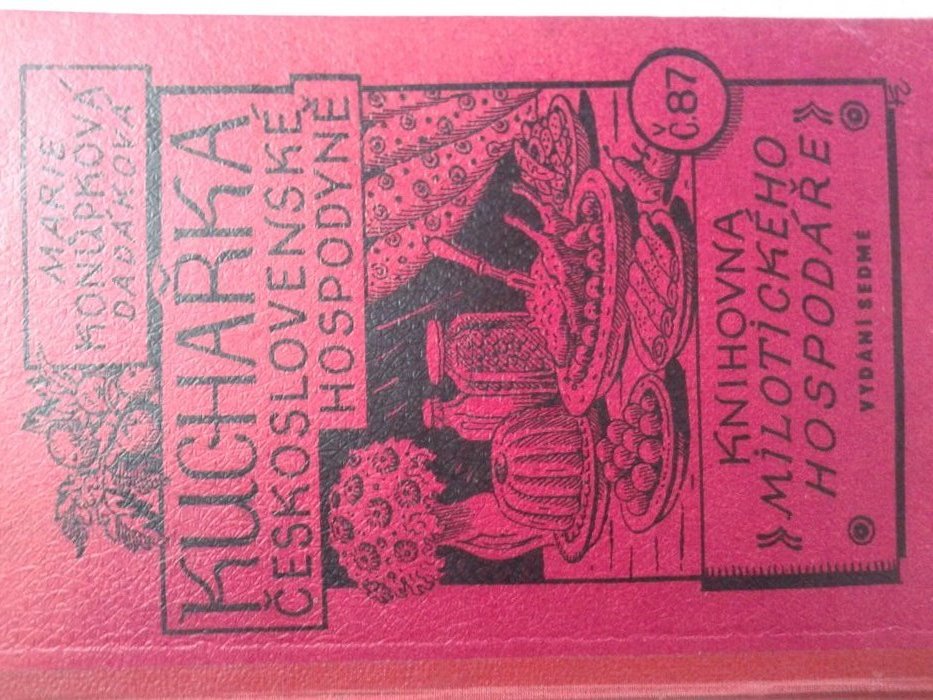 MARIE
KONŮPKOVÁ
DADÁKOVÁ
KUCHAŘKA
ČESKOSLOVENSKÉ
HOSPODYNĚ
Č.87
KNIHOVNA
»MILOTICKÉHO
HOSPODÁŘE»
VYDÁNÍ SEDMÉ